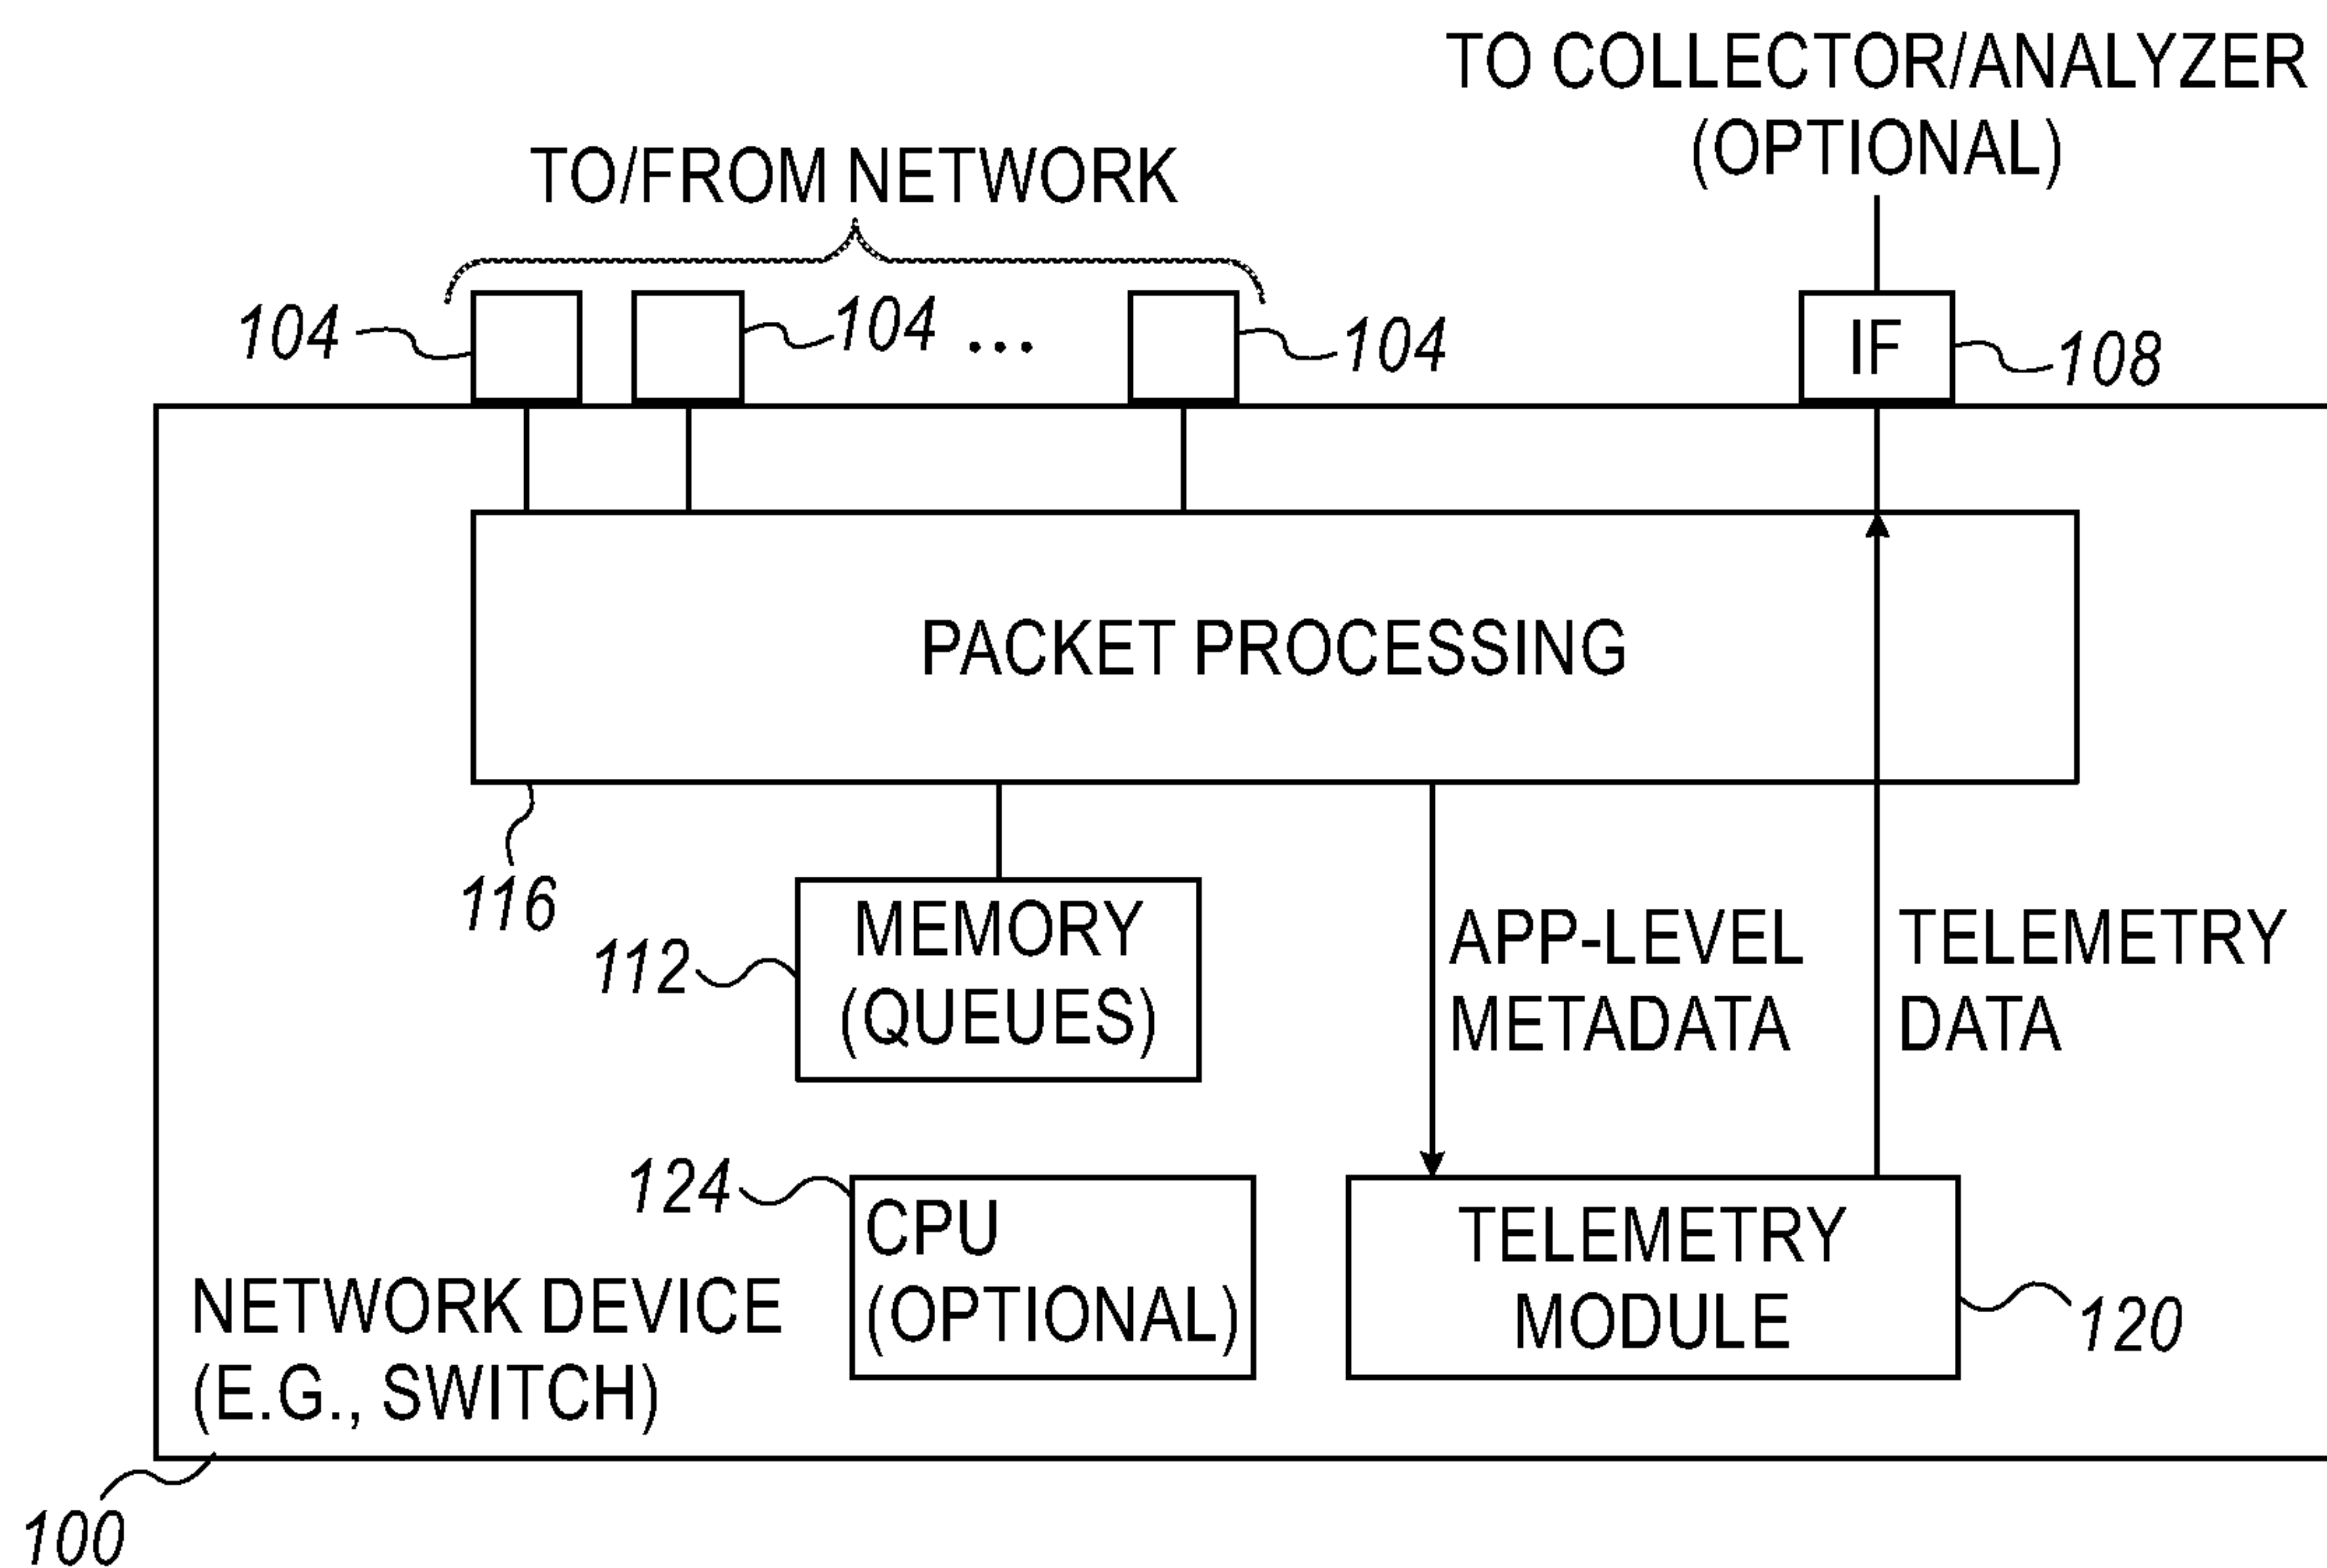 TO COLLECTOR/ANALYZER
(OPTIONAL)
TO/FROM NETWORK
104
104 ...
104
IF
108
PACKET PROCESSING
116
MEMORY
(QUEUES)
112
APP-LEVEL
METADATA
TELEMETRY
DATA
124
CPU
(OPTIONAL)
TELEMETRY
MODULE
120
NETWORK DEVICE
(E.G., SWITCH)
100